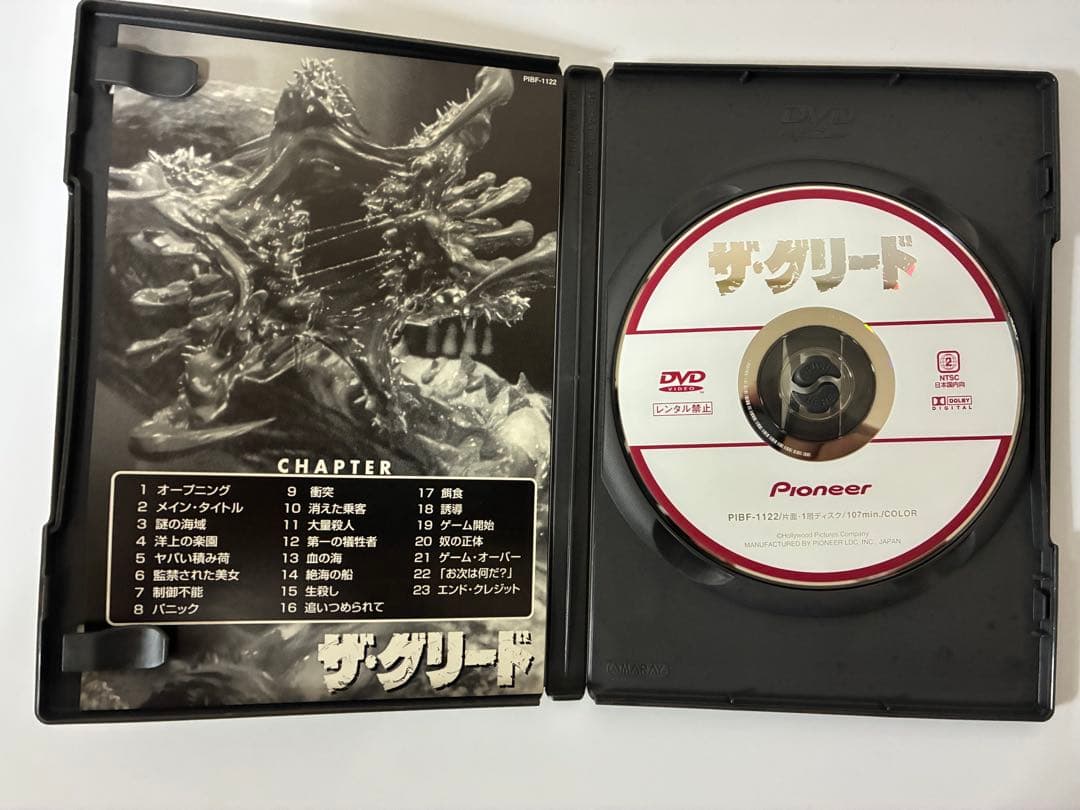 PIBF-1122
CHAPTER
1 オープニング
2 メイン・タイトル
3 謎の海域
4 洋上の楽園
5 ヤバい積み荷
6 監禁された美女
7 制御不能
8 パニック
9 衝突
10 消えた乗客
11 大量殺人
12 第一の犠牲者
13 血の海
14 絶海の船
15 生殺し
16 追いつめられて
17 餌食
18 誘導
19 ゲーム開始
20 奴の正体
21 ゲーム・オーバー
22 「お次は何だ?」
23 エンド・クレジット
ザ・グリード
DVD
ザ・グリード
DVD
VIDEO
TM
レンタル禁止
2
NTSC
日本国内向
DOLBY
DIGITAL
Pioneer
PIBF-1122/片面・1層ディスク/107min./COLOR
©Hollywood Pictures Company
MANUFACTURED BY PIONEER LDC, INC., JAPAN
AMARAY